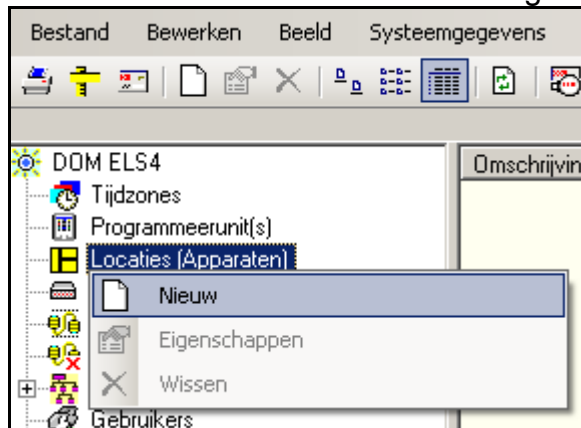 Bestand Bewerken Beeld Systeemgegevens
DOM ELS4
Omschrijvin
Tijdzones
Programmeerunit(s)
Locaties (Apparaten)
Nieuw
Eigenschappen
Wissen
Gebruikers